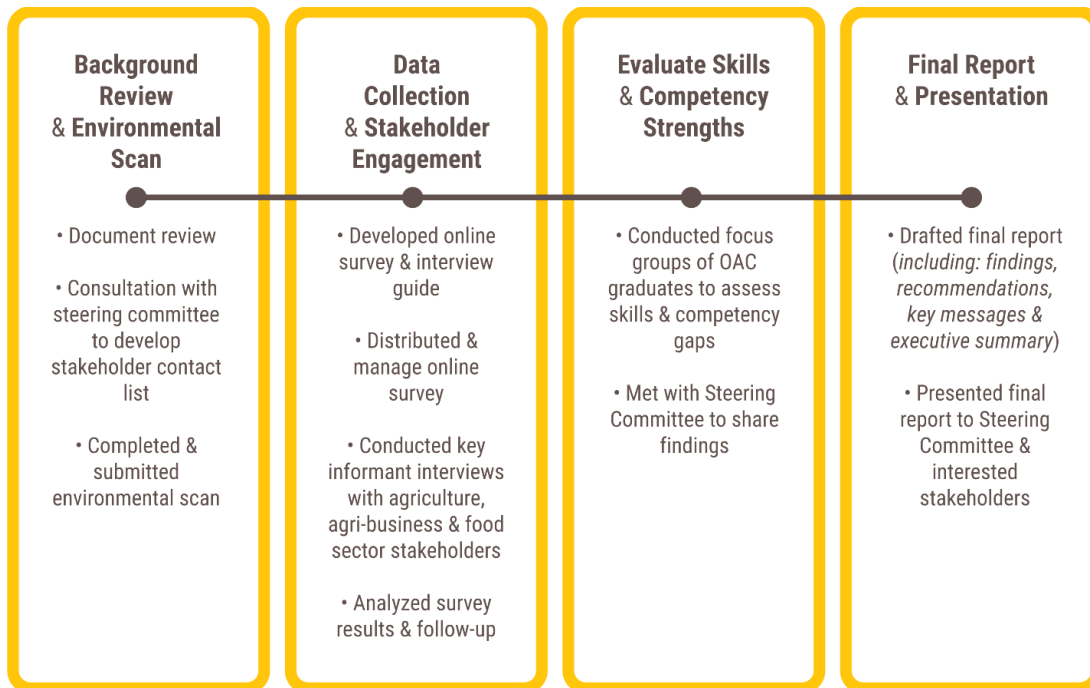 Background
Review
& Environmental
Scan
• Document review
• Consultation with
steering committee
to develop
stakeholder contact
list
• Completed &
submitted
environmental scan
Data
Collection
& Stakeholder
Engagement
• Developed online
survey & interview
guide
• Distributed &
manage online
survey
• Conducted key
informant interviews
with agriculture,
agri-business & food
sector stakeholders
• Analyzed survey
results & follow-up
Evaluate Skills
& Competency
Strengths
• Conducted focus
groups of OAC
graduates to assess
skills & competency
gaps
• Met with Steering
Committee to share
findings
Final Report
& Presentation
• Drafted final report
(including: findings,
recommendations,
key messages &
executive summary)
• Presented final
report to Steering
Committee &
interested
stakeholders